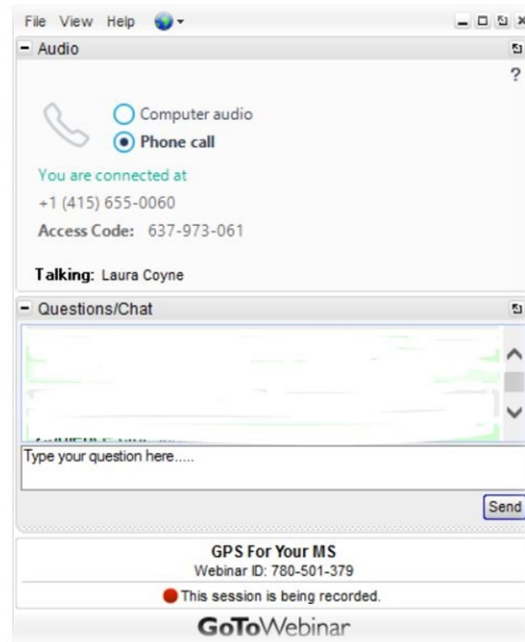 File View Help
Audio
?
Computer audio
Phone call
You are connected at
+1 (415) 655-0060
Access Code: 637-973-061
Talking: Laura Coyne
Questions/Chat
Type your question here.....
Send
GPS For Your MS
Webinar ID: 780-501-379
This session is being recorded.
GoToWebinar